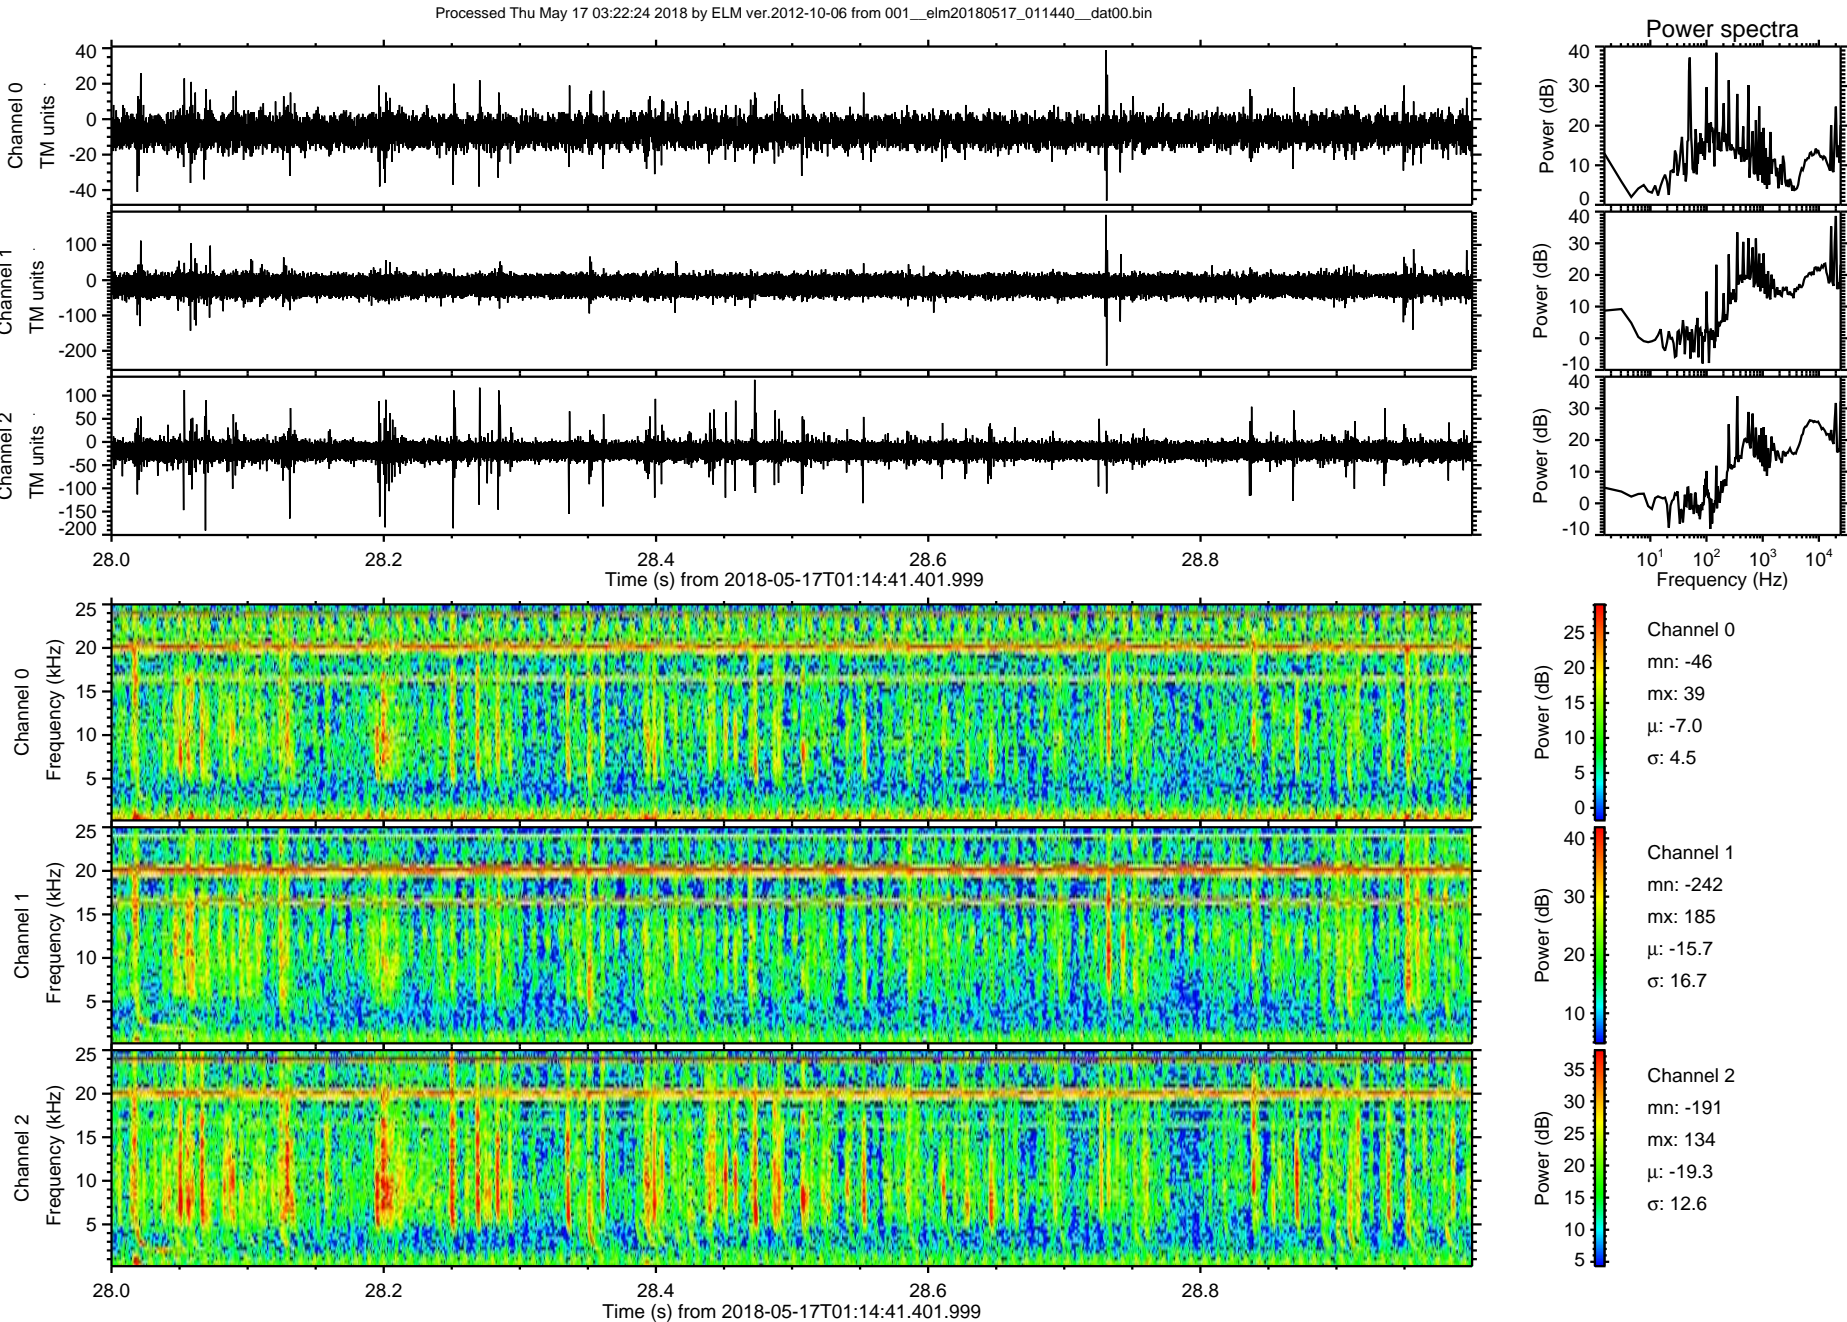 Processed Thu May 17 03:22:24 2018 by ELM ver.2012-10-06 from 001__elm20180517_011440__dat00.bin
Power spectra
Channel 0
TM units
40
20
0
-20
-40
Power (dB)
40
30
20
10
0
Channel 1
TM units
100
0
-100
-200
Power (dB)
40
30
20
10
0
-10
Channel 2
TM units
100
50
0
-50
-100
-150
-200
Power (dB)
40
30
20
10
0
-10
28.0 28.2 28.4 28.6 28.8
Time (s) from 2018-05-17T01:14:41.401.999
10¹ 10² 10³ 10⁴
Frequency (Hz)
Channel 0
Frequency (kHz)
25
20
15
10
5
Power (dB)
25
20
15
10
5
0
Channel 0
mn: -46
mx: 39
μ: -7.0
σ: 4.5
Channel 1
Frequency (kHz)
25
20
15
10
5
Power (dB)
40
30
20
10
Channel 1
mn: -242
mx: 185
μ: -15.7
σ: 16.7
Channel 2
Frequency (kHz)
25
20
15
10
5
Power (dB)
35
30
25
20
15
10
5
Channel 2
mn: -191
mx: 134
μ: -19.3
σ: 12.6
28.0 28.2 28.4 28.6 28.8
Time (s) from 2018-05-17T01:14:41.401.999